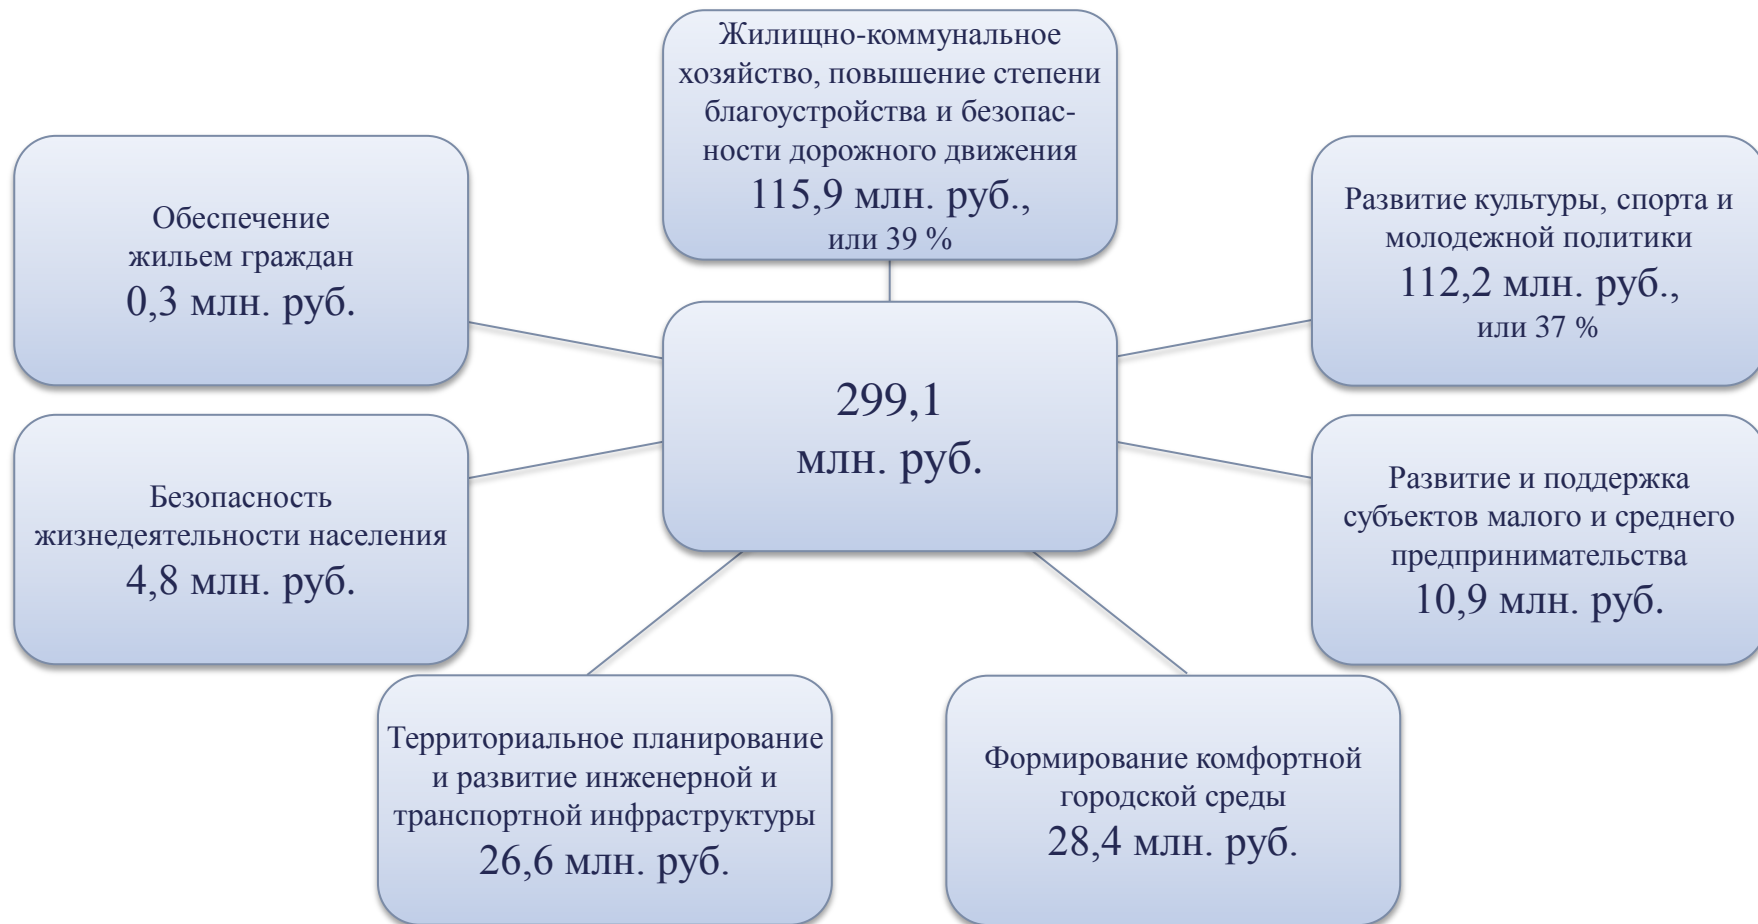 Жилищно-коммунальное
хозяйство, повышение степени
благоустройства и безопас-
ности дорожного движения
115,9 млн. руб.,
или 39 %
Обеспечение
жильем граждан
0,3 млн. руб.
Развитие культуры, спорта и
молодежной политики
112,2 млн. руб.,
или 37 %
299,1
млн. руб.
Безопасность
жизнедеятельности населения
4,8 млн. руб.
Развитие и поддержка
субъектов малого и среднего
предпринимательства
10,9 млн. руб.
Территориальное планирование
и развитие инженерной и
транспортной инфраструктуры
26,6 млн. руб.
Формирование комфортной
городской среды
28,4 млн. руб.